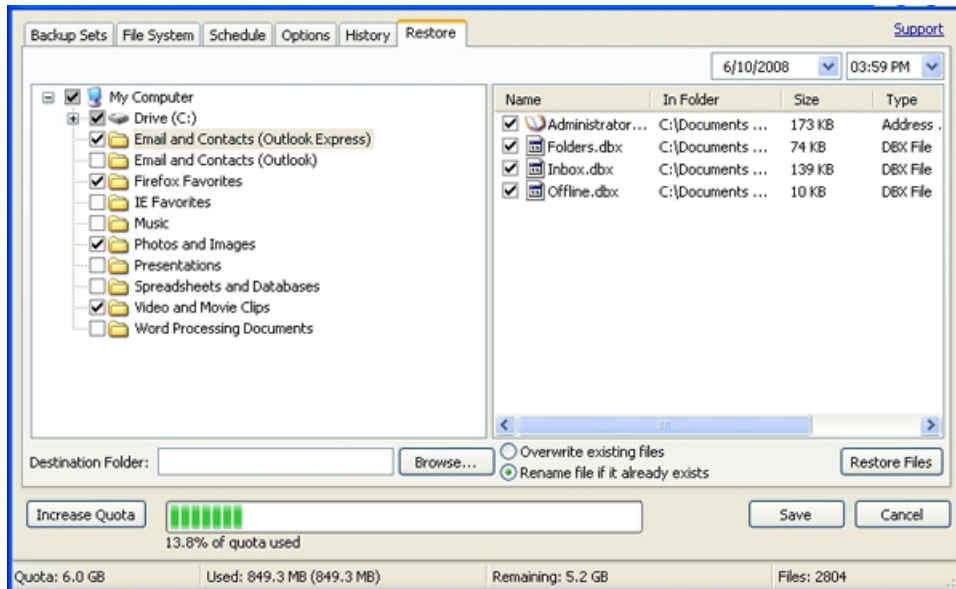 Support
Backup Sets File System Schedule Options History Restore
6/10/2008 03:59 PM
My Computer
Drive (C:)
Email and Contacts (Outlook Express)
Email and Contacts (Outlook)
Firefox Favorites
IE Favorites
Music
Photos and Images
Presentations
Spreadsheets and Databases
Video and Movie Clips
Word Processing Documents
Name In Folder Size Type
Administrator... C:\Documents ... 173 KB Address .
Folders.dbx C:\Documents ... 74 KB DBX File
Inbox.dbx C:\Documents ... 139 KB DBX File
Offline.dbx C:\Documents ... 10 KB DBX File
Destination Folder: Browse...
Overwrite existing files
Rename file if it already exists
Restore Files
Increase Quota
13.8% of quota used
Save Cancel
Quota: 6.0 GB Used: 849.3 MB (849.3 MB) Remaining: 5.2 GB Files: 2804